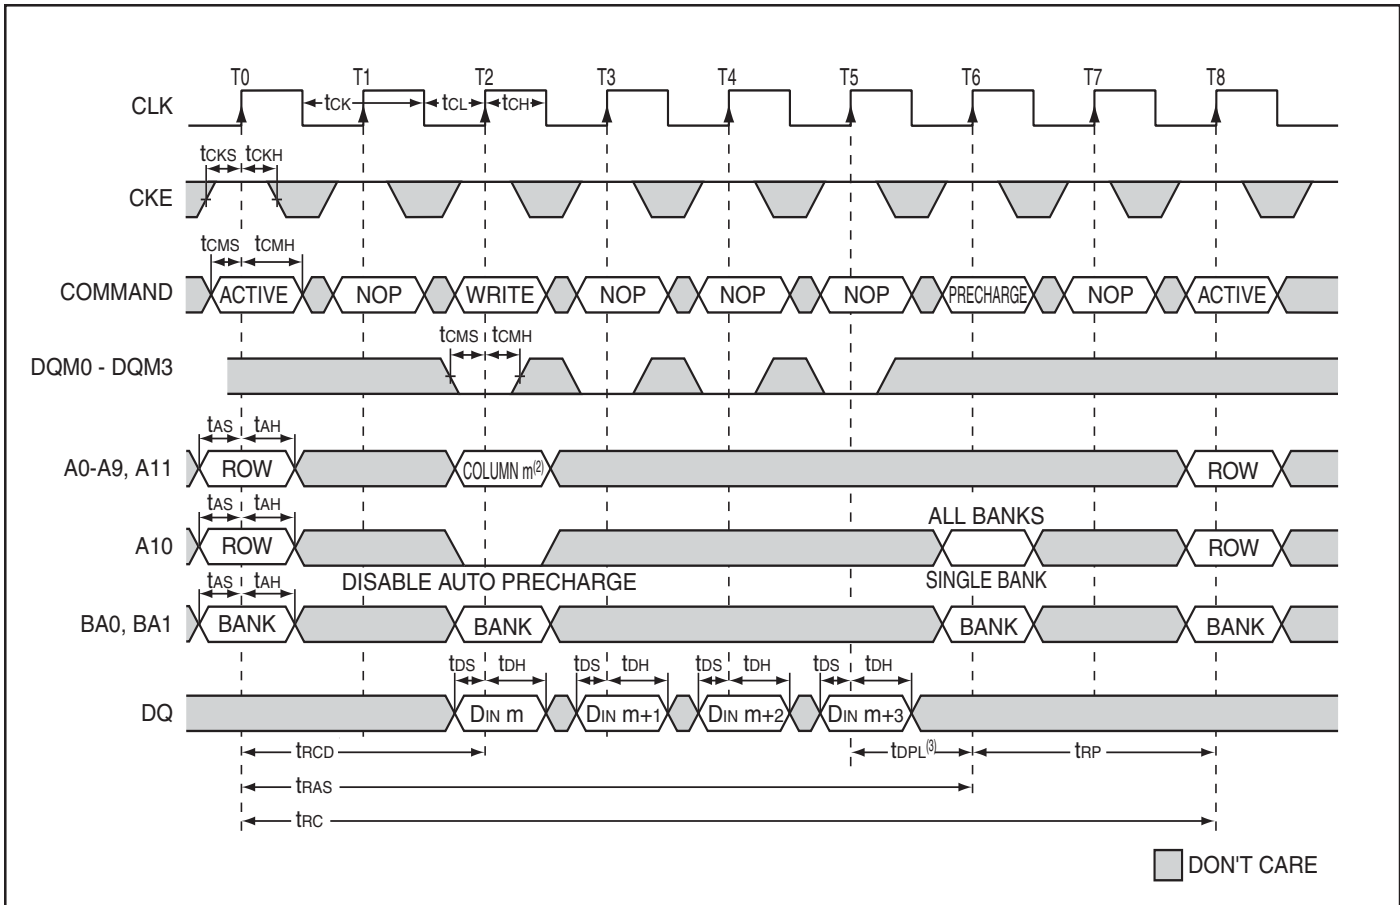 T0 T1 T2 T3 T4 T5 T6 T7 T8
CLK tCK tCL tCH
tCKS tCKH
CKE
tCMS tCMH
COMMAND ACTIVE NOP WRITE NOP NOP NOP PRECHARGE NOP ACTIVE
tCMS tCMH
DQM0 - DQM3
tAS tAH
A0-A9, A11 ROW COLUMN m(2) ROW
tAS tAH
ALL BANKS
A10 ROW ROW
DISABLE AUTO PRECHARGE SINGLE BANK
tAS tAH
BA0, BA1 BANK BANK BANK BANK
tDS tDH tDS tDH tDS tDH tDS tDH
DQ DIN m DIN m+1 DIN m+2 DIN m+3
tRCD tDPL(3) tRP
tRAS
tRC
DON'T CARE